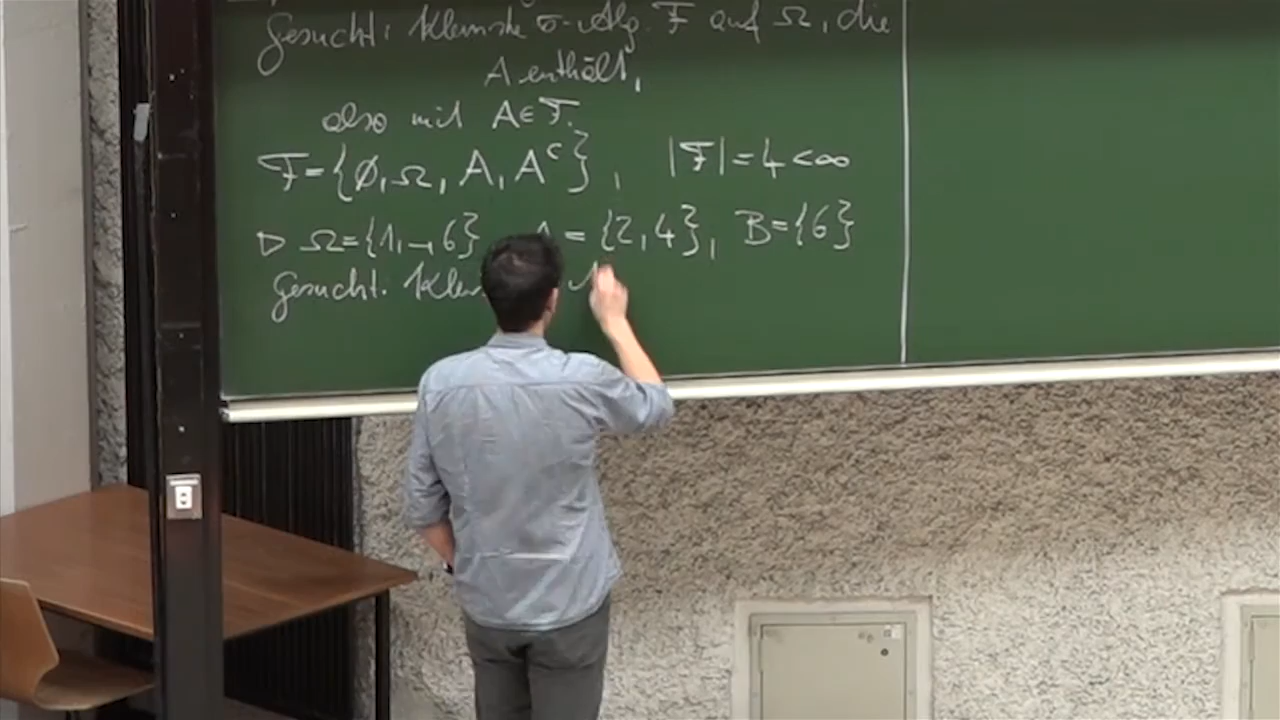 Gesucht: Kleinste σ-Alg. F auf Ω, die
A enthält,
also mit A∈F.
F={∅,Ω,A,A^c}, |F|=4<∞
▷ Ω={1,…,6} A={2,4}, B={6}
Gesucht: